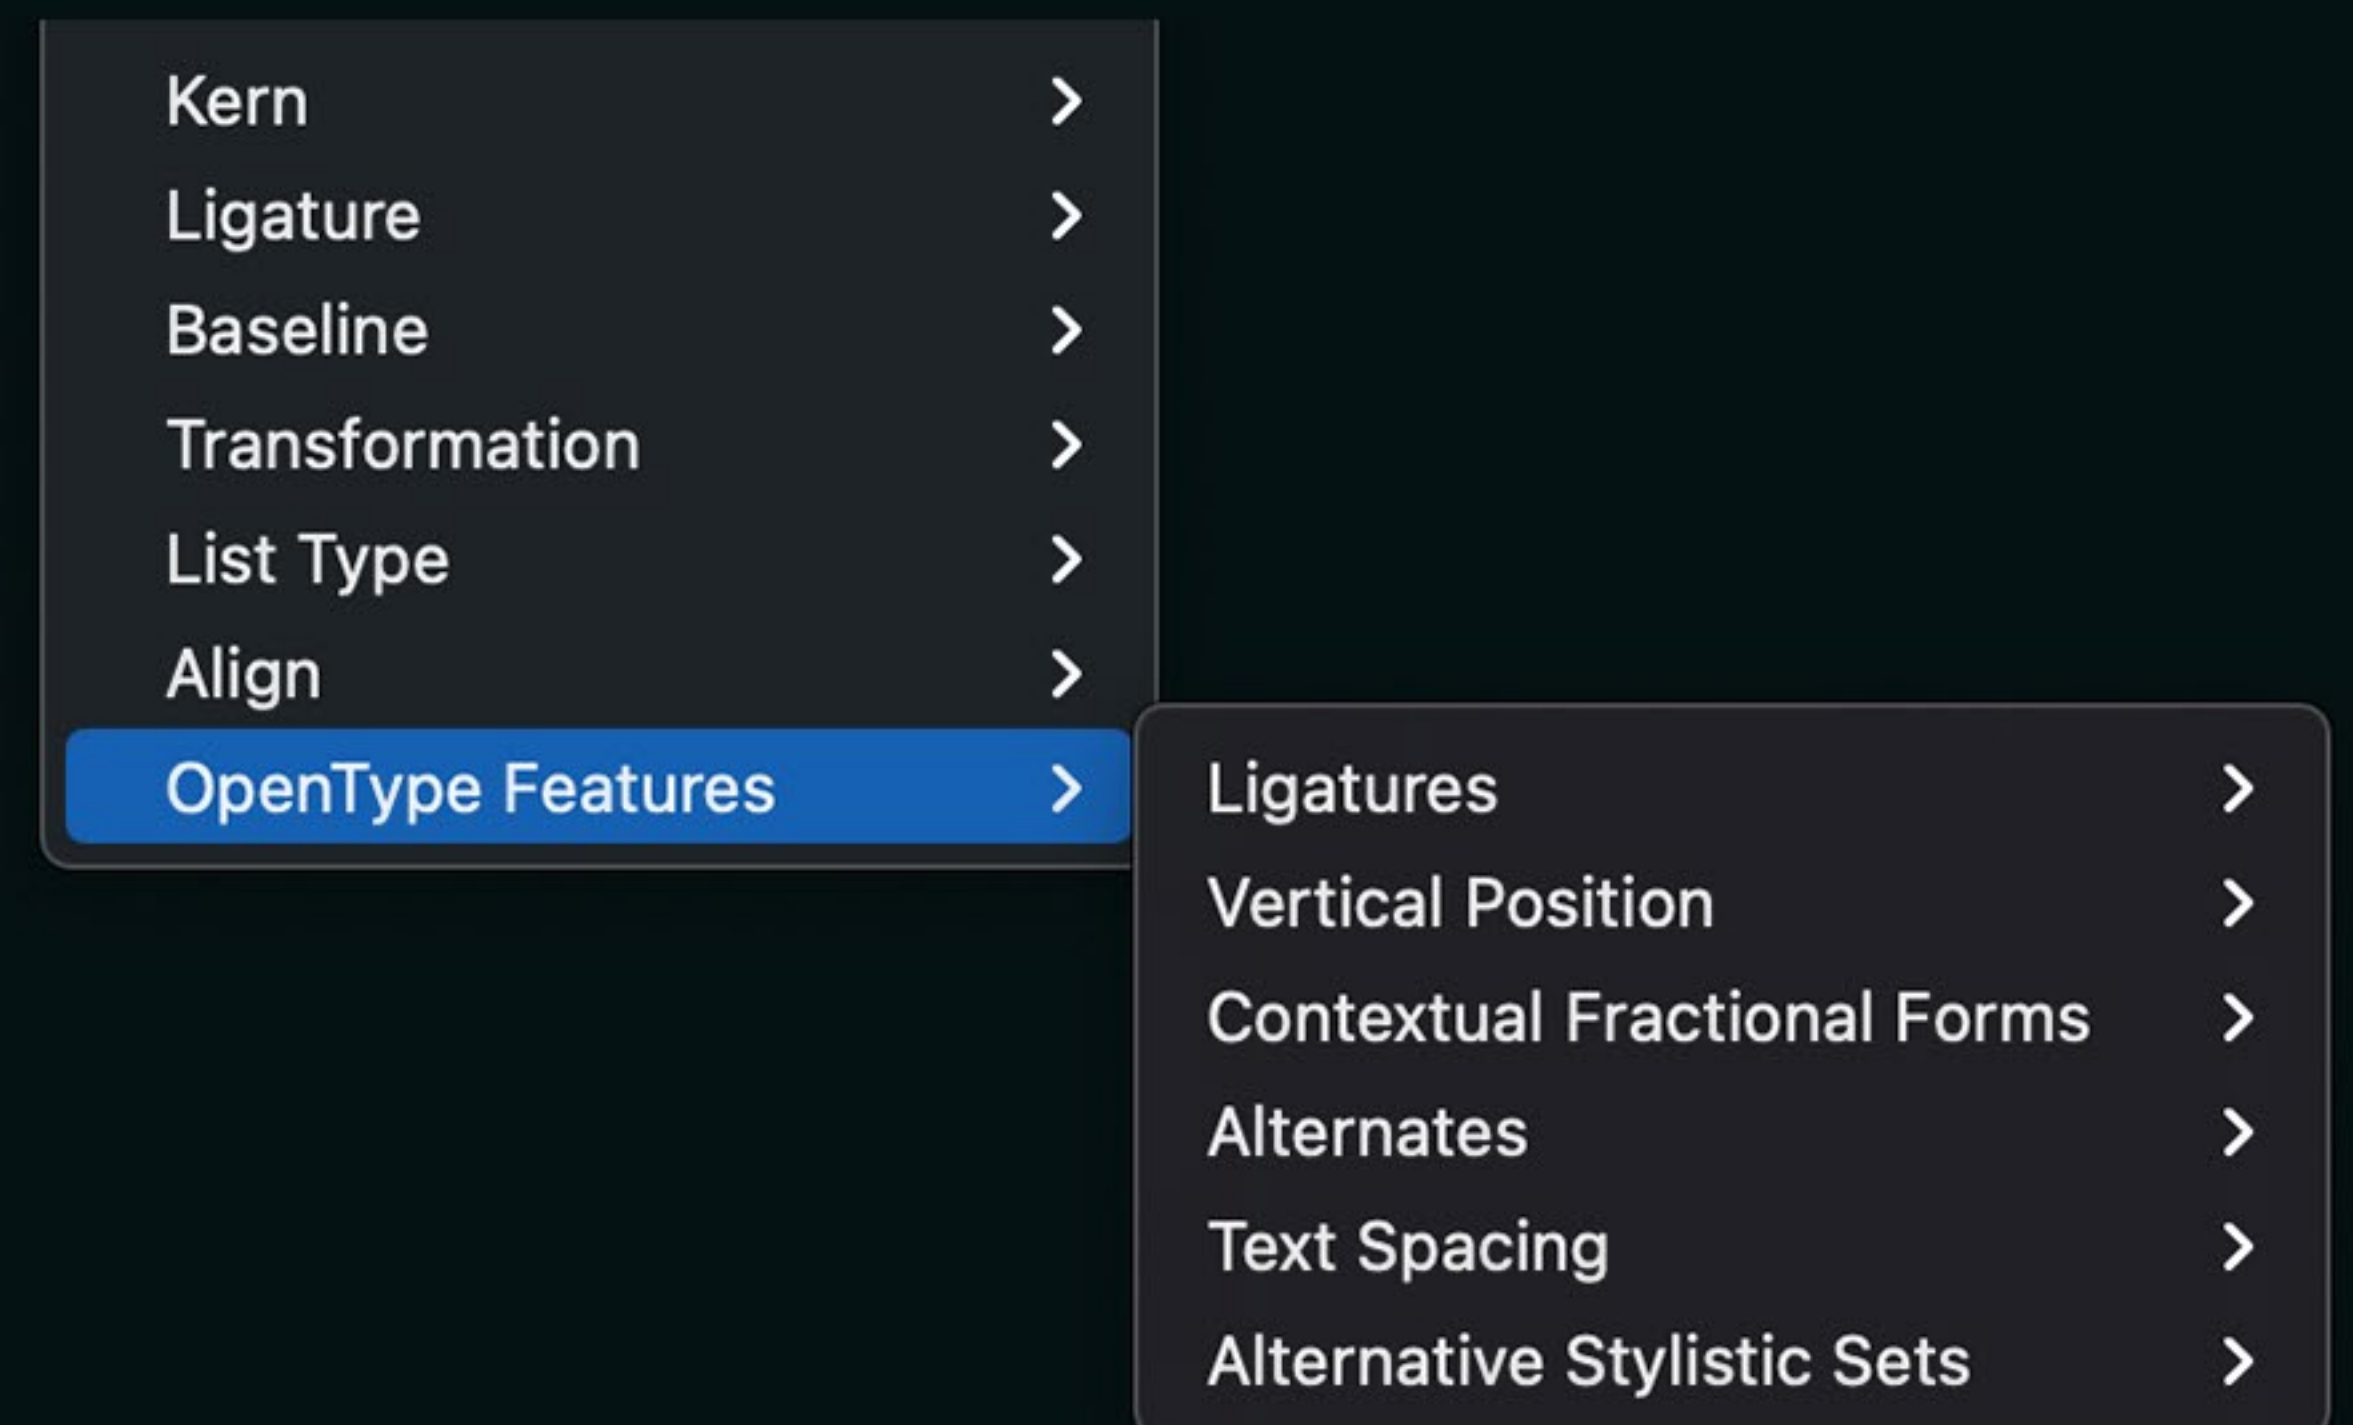 Kern
Ligature
Baseline
Transformation
List Type
Align
OpenType Features
Ligatures
Vertical Position
Contextual Fractional Forms
Alternates
Text Spacing
Alternative Stylistic Sets